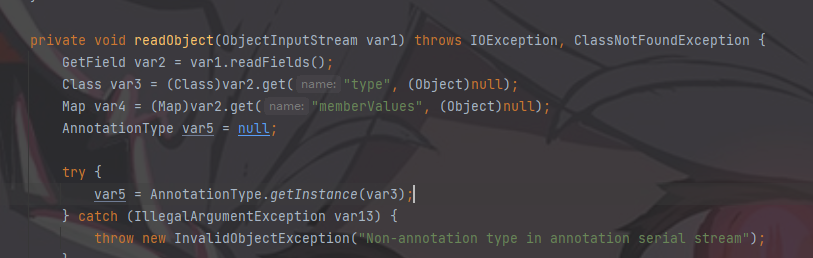 private void readObject(ObjectInputStream var1) throws IOException, ClassNotFoundException {
GetField var2 = var1.readFields();
Class var3 = (Class)var2.get( name: "type", (Object)null);
Map var4 = (Map)var2.get( name: "memberValues", (Object)null);
AnnotationType var5 = null;
try {
var5 = AnnotationType.getInstance(var3);
} catch (IllegalArgumentException var13) {
throw new InvalidObjectException("Non-annotation type in annotation serial stream");
}